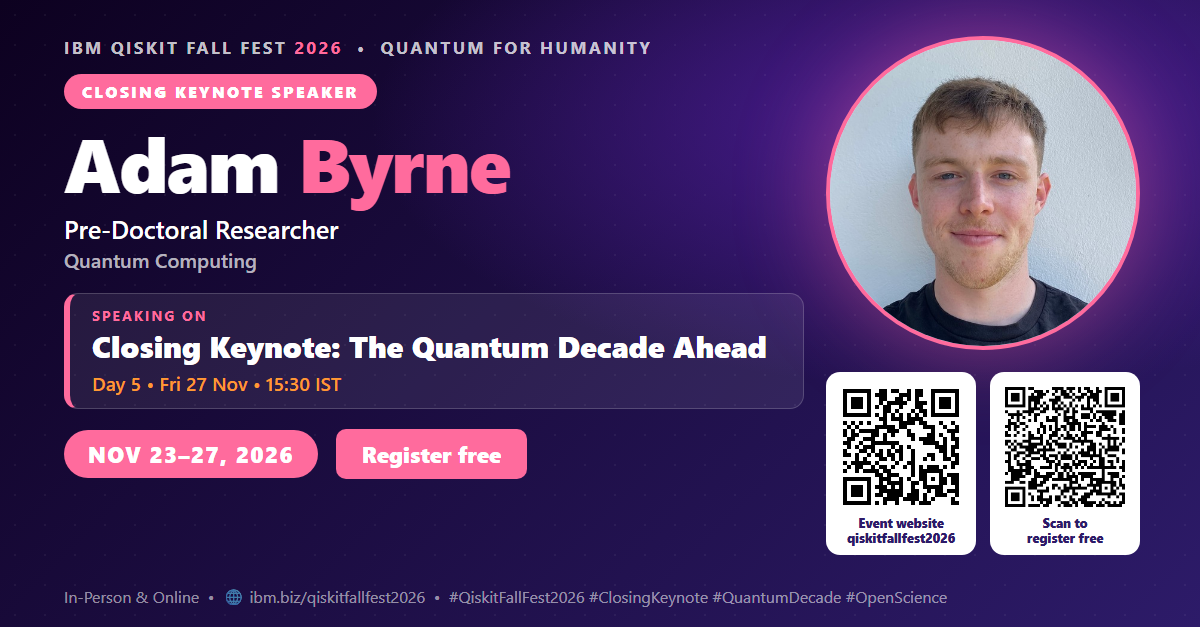 IBM QISKIT FALL FEST 2026 • QUANTUM FOR HUMANITY
CLOSING KEYNOTE SPEAKER
Adam Byrne
Pre-Doctoral Researcher
Quantum Computing
SPEAKING ON
Closing Keynote: The Quantum Decade Ahead
Day 5 • Fri 27 Nov • 15:30 IST
NOV 23–27, 2026
Register free
Event website
qiskitfallfest2026
Scan to
register free
In-Person & Online • 🌐 ibm.biz/qiskitfallfest2026 • #QiskitFallFest2026 #ClosingKeynote #QuantumDecade #OpenScience